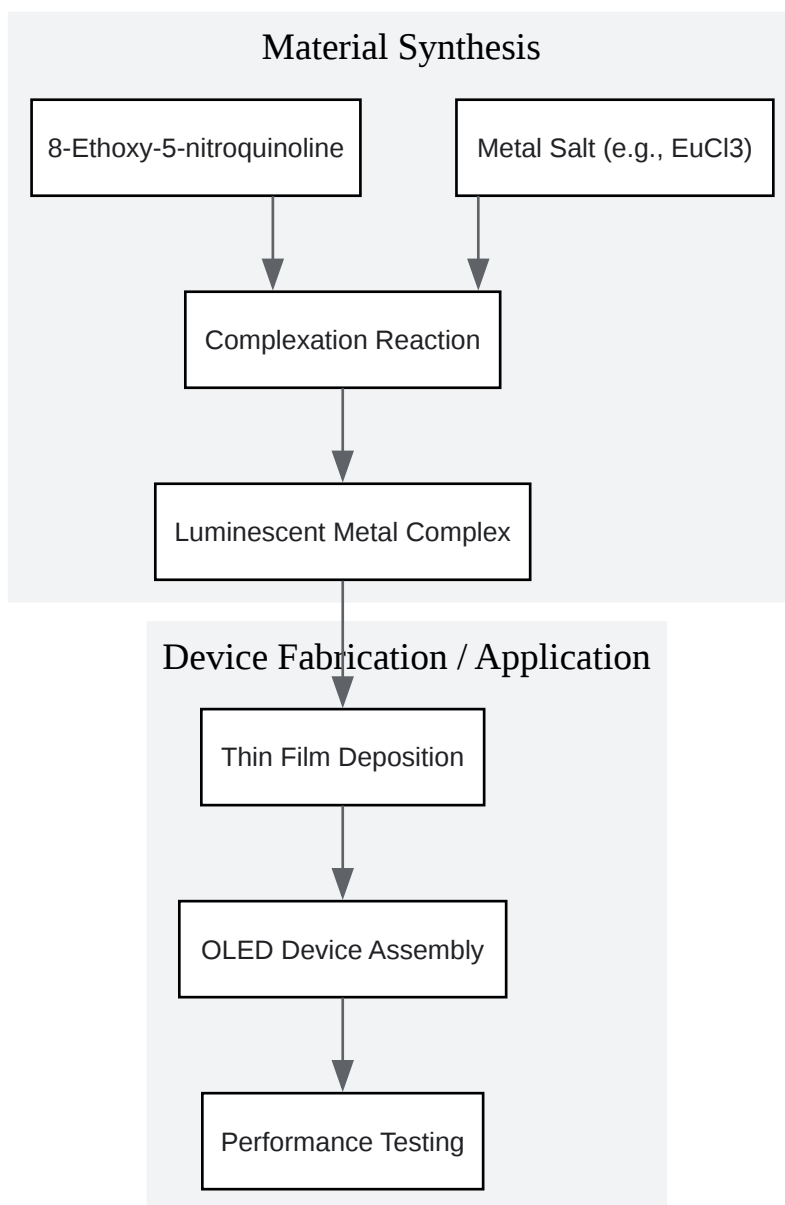 Material Synthesis
8-Ethoxy-5-nitroquinoline
Metal Salt (e.g., EuCl3)
Complexation Reaction
Luminescent Metal Complex
Device Fabrication / Application
Thin Film Deposition
OLED Device Assembly
Performance Testing